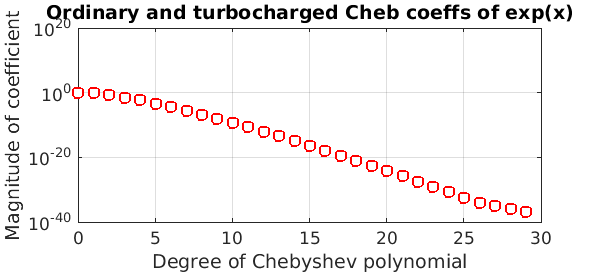 Ordinary and turbocharged Cheb coeffs of exp(x)
Magnitude of coefficient
10^20
10^0
10^-20
10^-40
0 5 10 15 20 25 30
Degree of Chebyshev polynomial